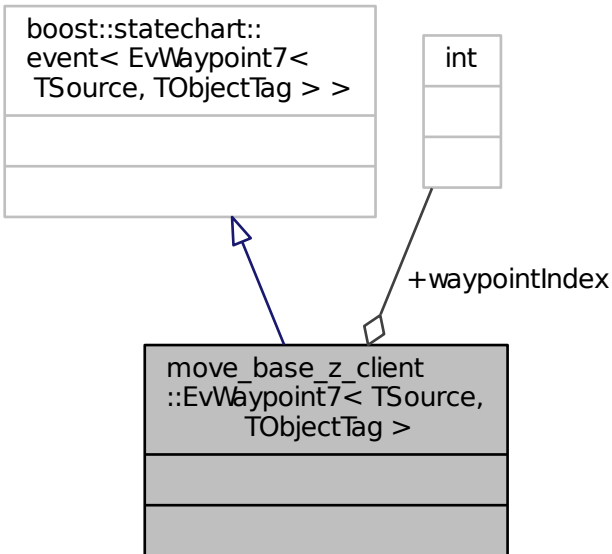 boost::statechart::
event< EvWaypoint7<
TSource, TObjectTag > >
int
+waypointIndex
move_base_z_client
::EvWaypoint7< TSource,
TObjectTag >